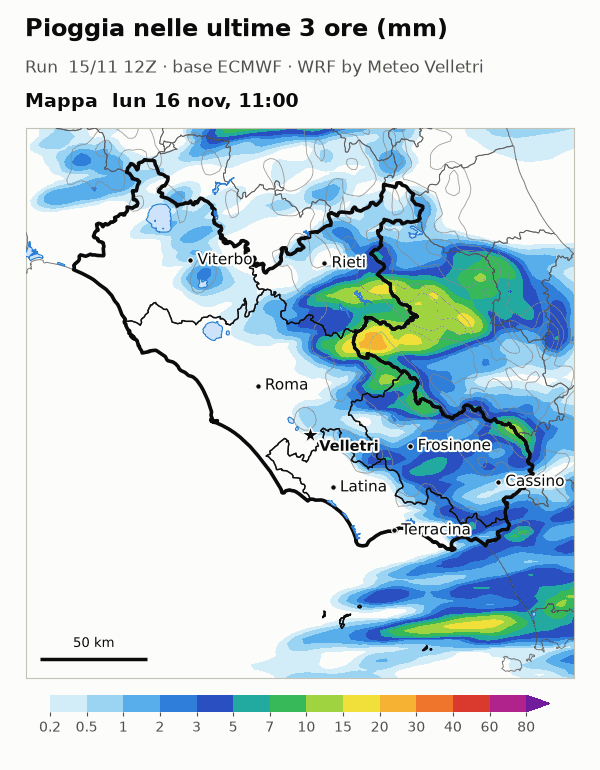 Pioggia nelle ultime 3 ore (mm)
Run  15/11 12Z · base ECMWF · WRF by Meteo Velletri
Mappa  lun 16 nov, 11:00
Viterbo
Rieti
Roma
Velletri
Frosinone
Cassino
Latina
Terracina
50 km
0.2 0.5 1 2 3 5 7 10 15 20 30 40 60 80